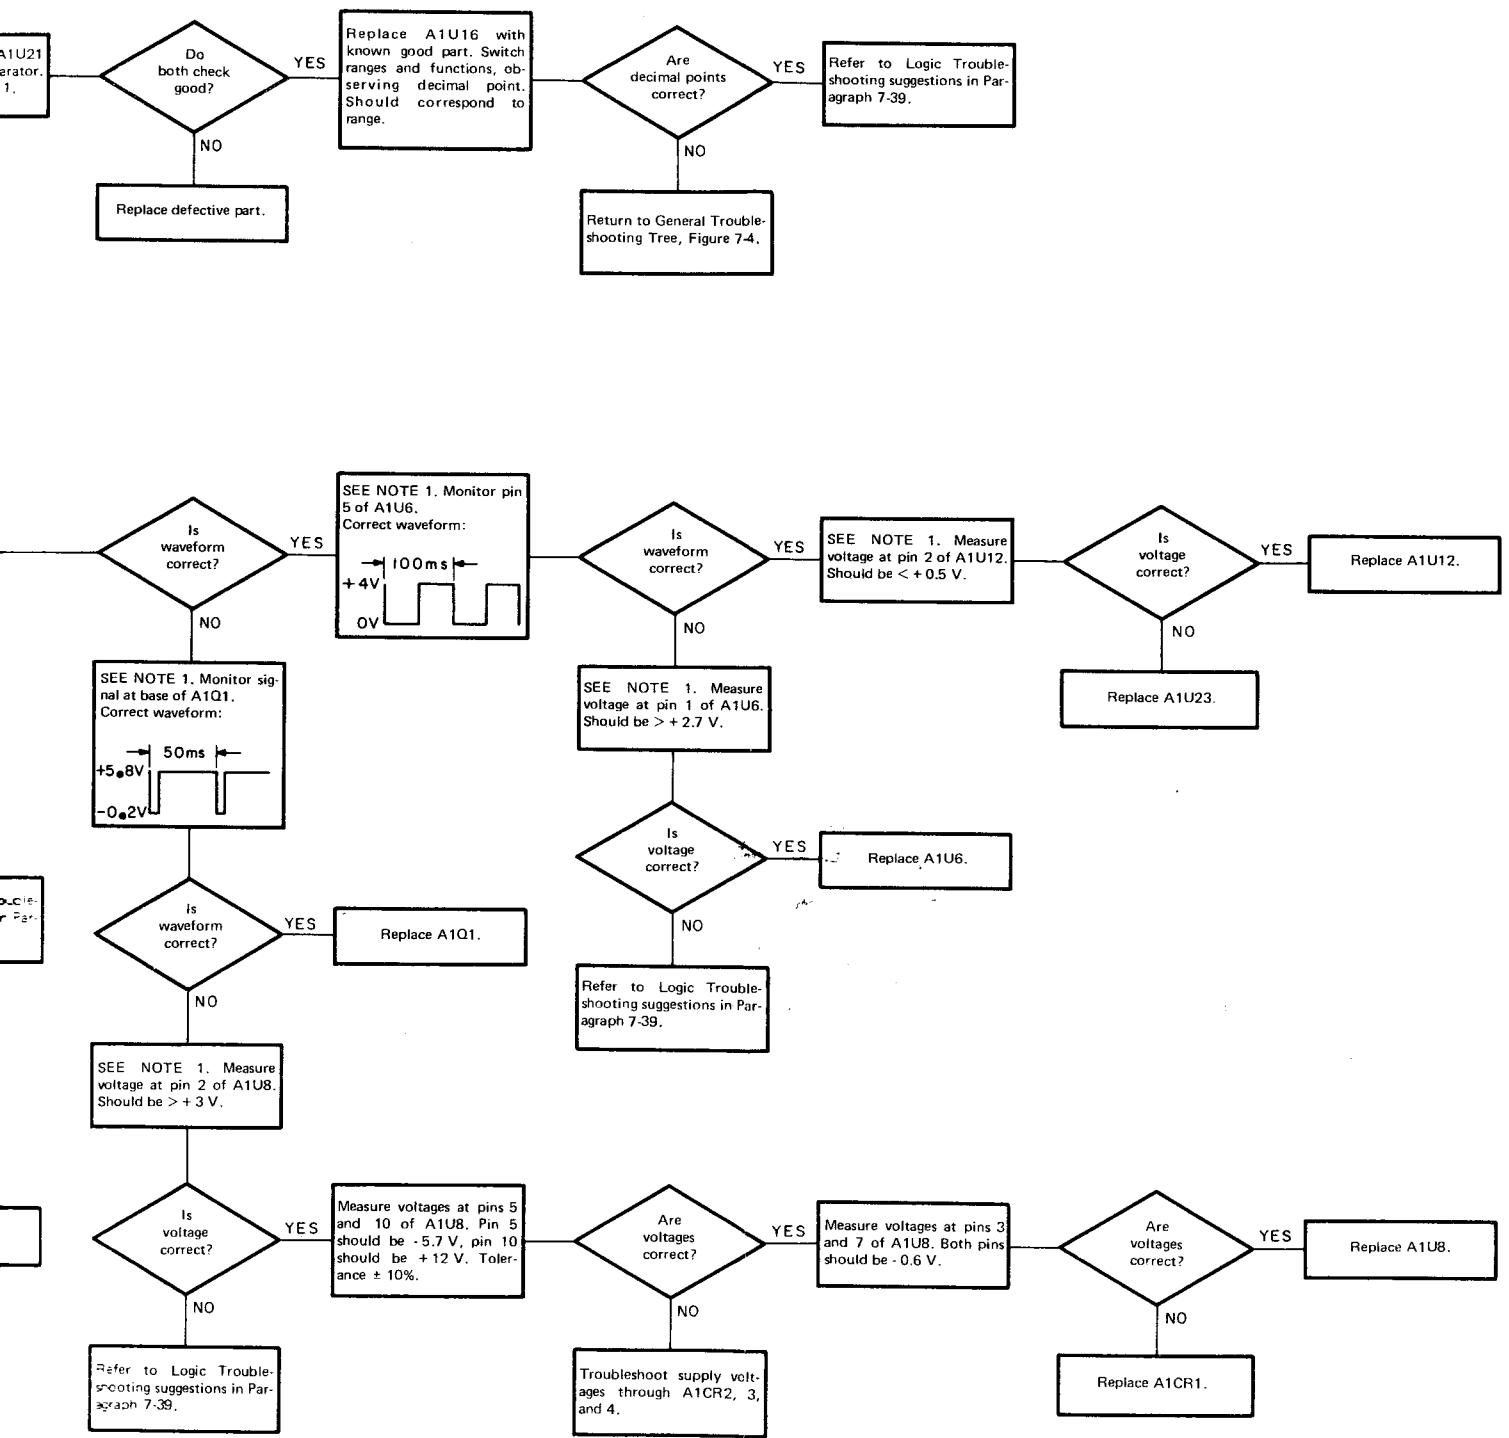 A1U21
erator.
1.
Do
both check
good?
YES
NO
Replace defective part.
Replace A1U16 with
known good part. Switch
ranges and functions, ob-
serving decimal point.
Should correspond to
range.
Are
decimal points
correct?
YES
NO
Refer to Logic Trouble-
shooting suggestions in Par-
agraph 7-39.
Return to General Trouble-
shooting Tree, Figure 7-4.
Is
waveform
correct?
YES
NO
SEE NOTE 1. Monitor pin
5 of A1U6.
Correct waveform:
100ms
+4V
0V
Is
waveform
correct?
YES
NO
SEE NOTE 1. Measure
voltage at pin 2 of A1U12.
Should be < + 0.5 V.
Is
voltage
correct?
YES
NO
Replace A1U12.
Replace A1U23.
SEE NOTE 1. Monitor sig-
nal at base of A1Q1.
Correct waveform:
50ms
+5.8V
-0.2V
SEE NOTE 1. Measure
voltage at pin 1 of A1U6.
Should be > + 2.7 V.
Is
voltage
correct?
YES
NO
Replace A1U6.
Refer to Logic Trouble-
shooting suggestions in Par-
agraph 7-39.
r Par-
Is
waveform
correct?
YES
NO
Replace A1Q1.
SEE NOTE 1. Measure
voltage at pin 2 of A1U8.
Should be > + 3 V.
Is
voltage
correct?
YES
NO
Measure voltages at pins 5
and 10 of A1U8. Pin 5
should be - 5.7 V, pin 10
should be + 12 V. Toler-
ance ± 10%.
Are
voltages
correct?
YES
NO
Measure voltages at pins 3
and 7 of A1U8. Both pins
should be - 0.6 V.
Are
voltages
correct?
YES
NO
Replace A1U8.
Refer to Logic Trouble-
shooting suggestions in Par-
agraph 7-39.
Troubleshoot supply volt-
ages through A1CR2, 3,
and 4.
Replace A1CR1.